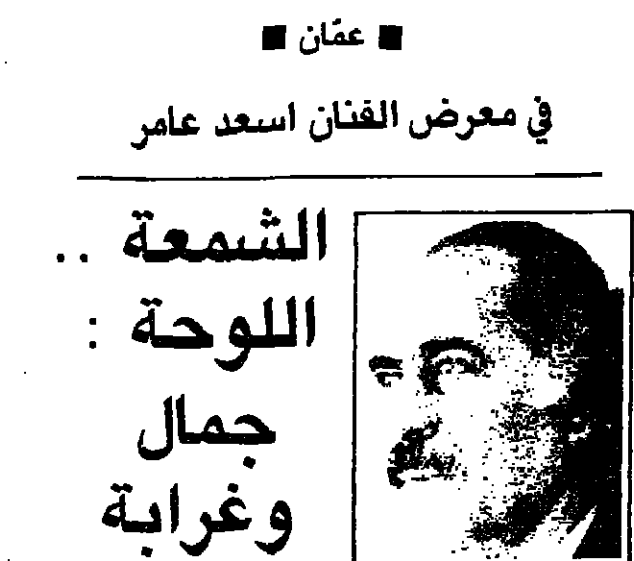 ■ عمّان ■
في معرض الفنان اسعد عامر
الشمعة ..
اللوحة :
جمال
وغرابة